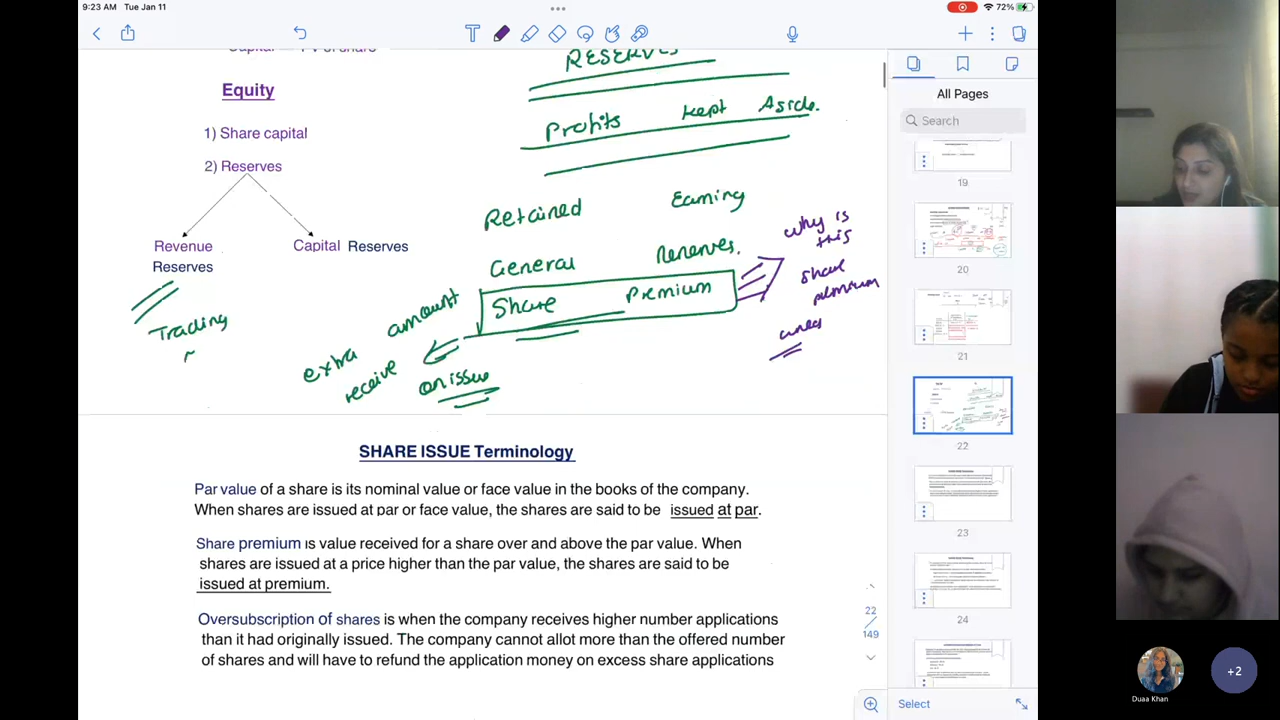 9:23 AM Tue Jan 11
72%
Capital FV of share
RESERVES
Equity
Profits kept Aside.
1) Share capital
2) Reserves
Retained Earning
why is this
Revenue Reserves
Capital Reserves
General Reserves.
share premium
Share Premium
used
Trading
amount
extra
receive
on issue
SHARE ISSUE Terminology
Par value of a share is its nominal value or face value in the books of the company.
When shares are issued at par or face value, the shares are said to be issued at par.
Share premium is value received for a share over and above the par value. When
shares are issued at a price higher than the par value, the shares are said to be
issued at premium.
Oversubscription of shares is when the company receives higher number applications
than it had originally issued. The company cannot allot more than the offered number
of shares and will have to refund the application money on excess share applications
22
149
All Pages
Search
19
20
21
22
23
24
Select
Duaa Khan
+2